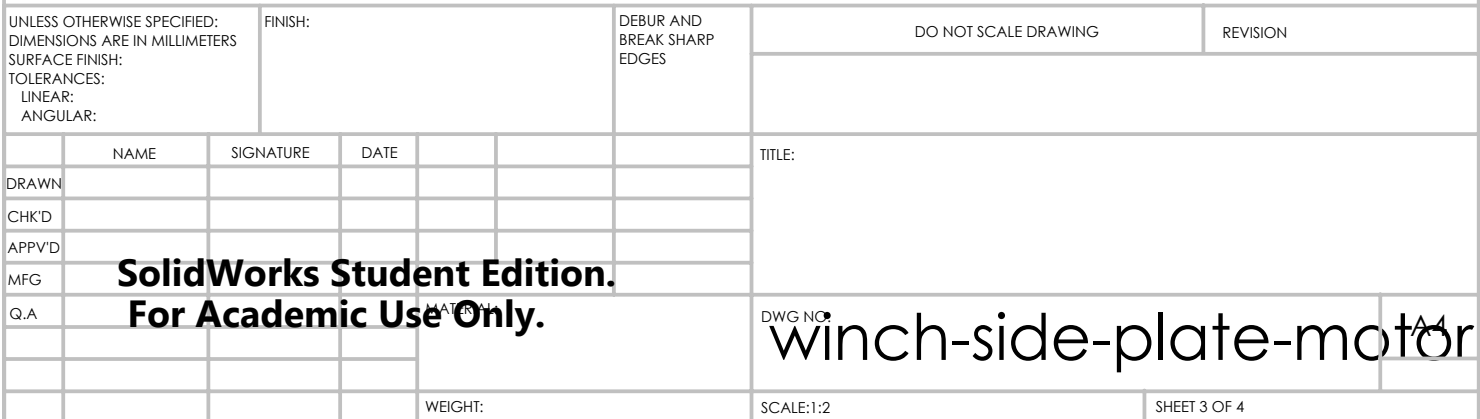 UNLESS OTHERWISE SPECIFIED:
DIMENSIONS ARE IN MILLIMETERS
SURFACE FINISH:
TOLERANCES:
LINEAR:
ANGULAR:
FINISH:
DEBUR AND
BREAK SHARP
EDGES
DO NOT SCALE DRAWING
REVISION
NAME
SIGNATURE
DATE
TITLE:
DRAWN
CHK'D
APPV'D
MFG
Q.A
SolidWorks Student Edition.
For Academic Use Only.
MATERIAL:
DWG NO.
winch-side-plate-motor
A4
WEIGHT:
SCALE:1:2
SHEET 3 OF 4